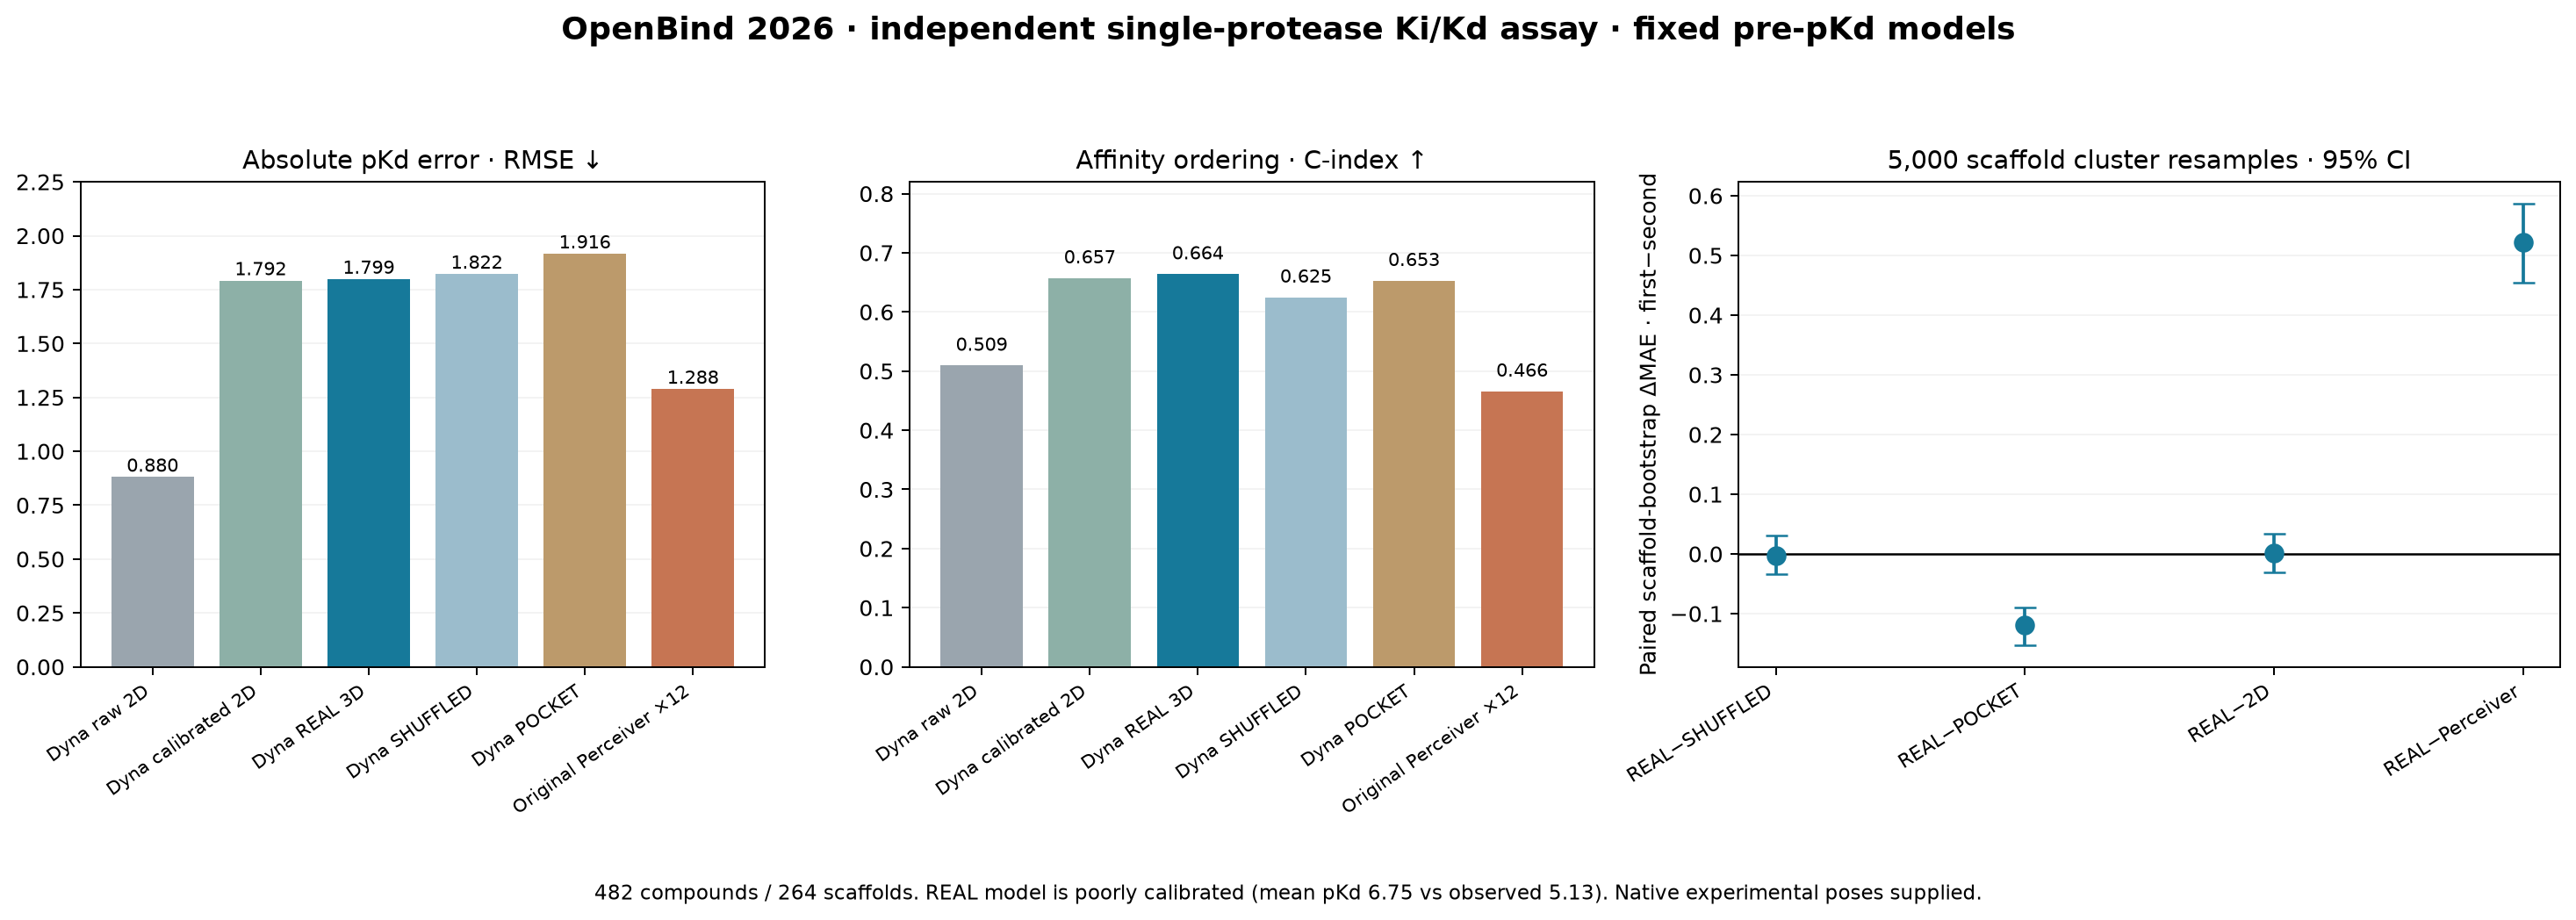 OpenBind 2026 · independent single-protease Ki/Kd assay · fixed pre-pKd models
Absolute pKd error · RMSE ↓
2.25
2.00
1.75
1.50
1.25
1.00
0.75
0.50
0.25
0.00
0.880
1.792
1.799
1.822
1.916
1.288
Dyna raw 2D
Dyna calibrated 2D
Dyna REAL 3D
Dyna SHUFFLED
Dyna POCKET
Original Perceiver ×12
Affinity ordering · C-index ↑
0.8
0.7
0.6
0.5
0.4
0.3
0.2
0.1
0.0
0.509
0.657
0.664
0.625
0.653
0.466
Dyna raw 2D
Dyna calibrated 2D
Dyna REAL 3D
Dyna SHUFFLED
Dyna POCKET
Original Perceiver ×12
5,000 scaffold cluster resamples · 95% CI
Paired scaffold-bootstrap ΔMAE · first−second
0.6
0.5
0.4
0.3
0.2
0.1
0.0
−0.1
REAL−SHUFFLED
REAL−POCKET
REAL−2D
REAL−Perceiver
482 compounds / 264 scaffolds. REAL model is poorly calibrated (mean pKd 6.75 vs observed 5.13). Native experimental poses supplied.